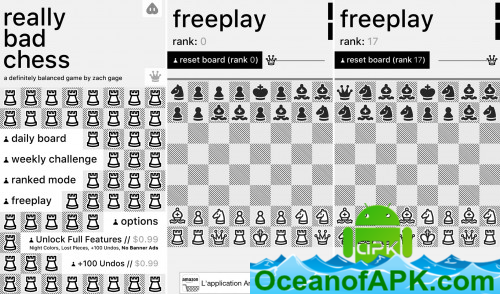 really
bad
chess
a definitely balanced game by zach gage
daily board
weekly challenge
ranked mode
freeplay
options
Unlock Full Features // $0.99
Night Colors, Lost Pieces, +100 Undos, No Banner Ads
+100 Undos // $0.99
freeplay
rank: 0
reset board (rank 0)
amazon
L'application Am
freeplay
rank: 17
reset board (rank 17)
APK
OceanofAPK.com